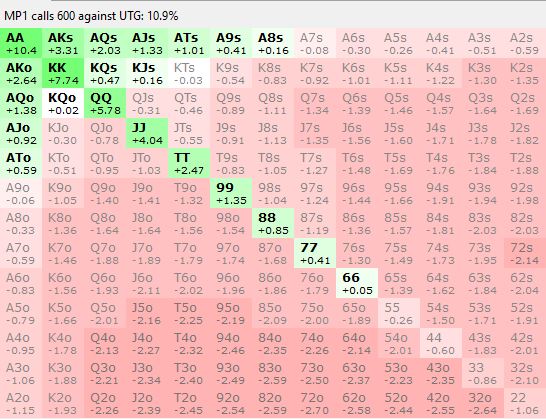 MP1 calls 600 against UTG: 10.9%
AA AKs AQs AJs ATs A9s A8s A7s A6s A5s A4s A3s A2s
+10.4 +3.31 +2.03 +1.33 +1.01 +0.41 +0.16 -0.08 -0.30 -0.26 -0.41 -0.51 -0.59
AKo KK KQs KJs KTs K9s K8s K7s K6s K5s K4s K3s K2s
+2.64 +7.74 +0.47 +0.16 -0.03 -0.54 -0.83 -0.92 -1.01 -1.11 -1.22 -1.30 -1.35
AQo KQo QQ QJs QTs Q9s Q8s Q7s Q6s Q5s Q4s Q3s Q2s
+1.38 +0.02 +5.78 -0.31 -0.46 -0.89 -1.11 -1.34 -1.39 -1.46 -1.57 -1.64 -1.69
AJo KJo QJo JJ JTs J9s J8s J7s J6s J5s J4s J3s J2s
+0.92 -0.30 -0.78 +4.04 -0.55 -0.91 -1.13 -1.35 -1.56 -1.60 -1.71 -1.78 -1.82
ATo KTo QTo JTo TT T9s T8s T7s T6s T5s T4s T3s T2s
+0.59 -0.51 -0.95 -1.03 +2.47 -0.83 -1.05 -1.27 -1.48 -1.69 -1.76 -1.84 -1.88
A9o K9o Q9o J9o T9o 99 98s 97s 96s 95s 94s 93s 92s
-0.06 -1.05 -1.40 -1.41 -1.32 +1.35 -1.04 -1.24 -1.44 -1.66 -1.91 -1.94 -1.98
A8o K8o Q8o J8o T8o 98o 88 87s 86s 85s 84s 83s 82s
-0.33 -1.36 -1.64 -1.64 -1.56 -1.54 +0.85 -1.19 -1.36 -1.57 -1.81 -2.03 -2.03
A7o K7o Q7o J7o T7o 97o 87o 77 76s 75s 74s 73s 72s
-0.59 -1.46 -1.88 -1.89 -1.79 -1.74 -1.68 +0.41 -1.30 -1.49 -1.73 -1.95 -2.14
A6o K6o Q6o J6o T6o 96o 86o 76o 66 65s 64s 63s 62s
-0.83 -1.56 -1.93 -2.11 -2.02 -1.96 -1.86 -1.79 +0.05 -1.39 -1.62 -1.84 -2.04
A5o K5o Q5o J5o T5o 95o 85o 75o 65o 55 54s 53s 52s
-0.79 -1.66 -2.01 -2.16 -2.25 -2.19 -2.09 -2.00 -1.89 -0.26 -1.50 -1.71 -1.91
A4o K4o Q4o J4o T4o 94o 84o 74o 64o 54o 44 43s 42s
-0.95 -1.78 -2.13 -2.27 -2.32 -2.46 -2.35 -2.26 -2.14 -2.01 -0.60 -1.83 -2.01
A3o K3o Q3o J3o T3o 93o 83o 73o 63o 53o 43o 33 32s
-1.06 -1.88 -2.21 -2.34 -2.40 -2.49 -2.59 -2.50 -2.37 -2.23 -2.35 -0.86 -2.10
A2o K2o Q2o J2o T2o 92o 82o 72o 62o 52o 42o 32o 22
-1.15 -1.93 -2.26 -2.39 -2.45 -2.54 -2.59 -2.70 -2.58 -2.44 -2.55 -2.64 -1.06